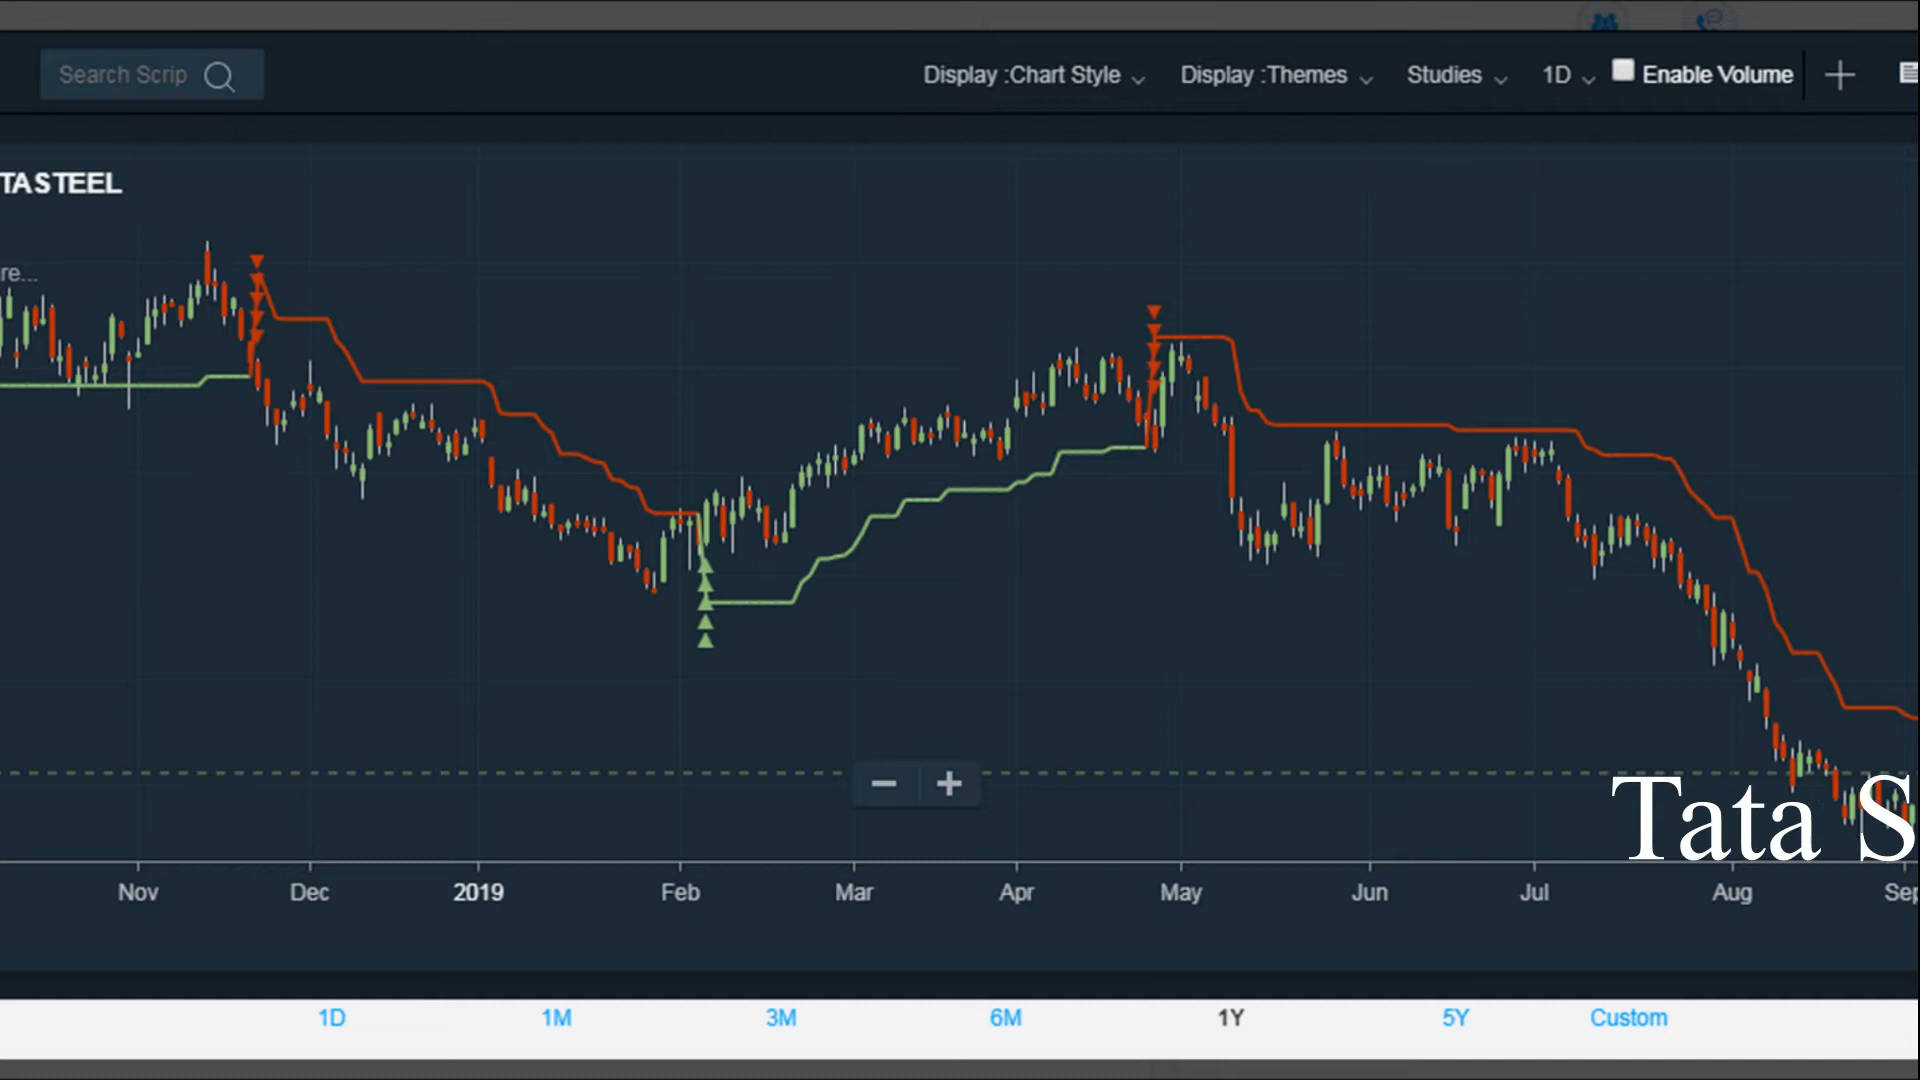 Search Scrip
Display :Chart Style Display :Themes Studies 1D Enable Volume
TASTEEL
re...
Tata S
Nov Dec 2019 Feb Mar Apr May Jun Jul Aug Sep
1D 1M 3M 6M 1Y 5Y Custom